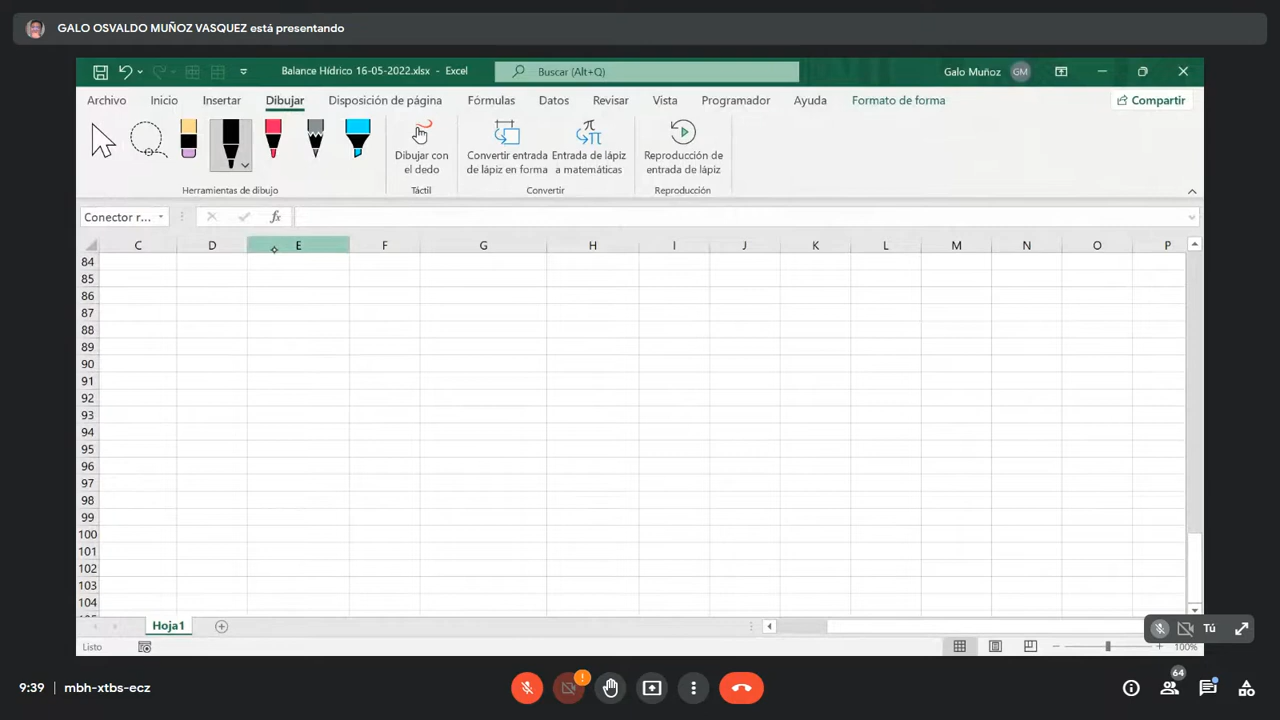 GALO OSVALDO MUÑOZ VASQUEZ está presentando
Balance Hídrico 16-05-2022.xlsx - Excel
Buscar (Alt+Q)
Galo Muñoz GM
Archivo Inicio Insertar Dibujar Disposición de página Fórmulas Datos Revisar Vista Programador Ayuda Formato de forma Compartir
Dibujar con el dedo
Convertir entrada de lápiz en forma
Entrada de lápiz a matemáticas
Reproducción de entrada de lápiz
Herramientas de dibujo Táctil Convertir Reproducción
Conector r... fx
C D E F G H I J K L M N O P
84
85
86
87
88
89
90
91
92
93
94
95
96
97
98
99
100
101
102
103
104
Hoja1
Tú
Listo 100%
9:39 mbh-xtbs-ecz 64